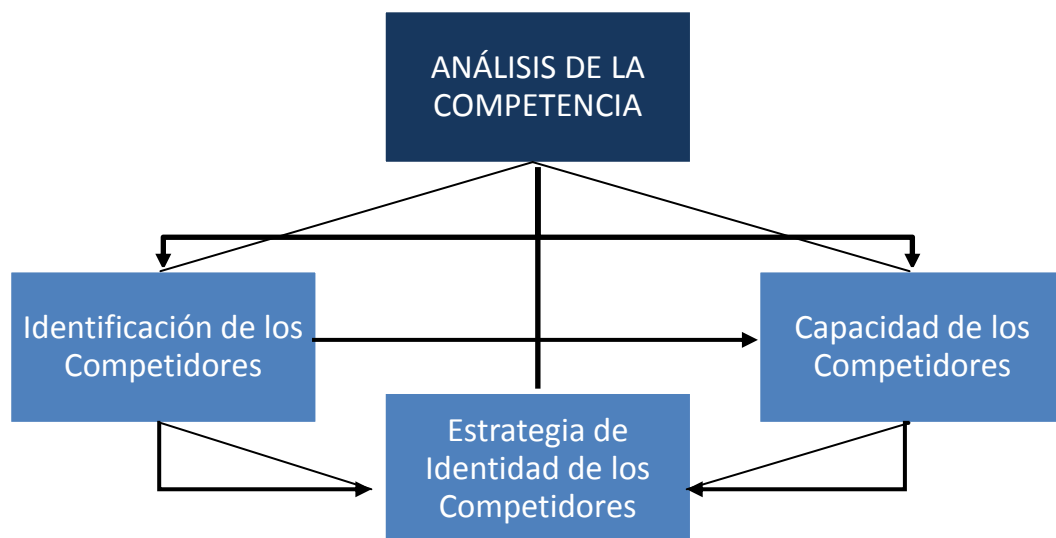 ANÁLISIS DE LA
COMPETENCIA
Identificación de los
Competidores
Capacidad de los
Competidores
Estrategia de
Identidad de los
Competidores